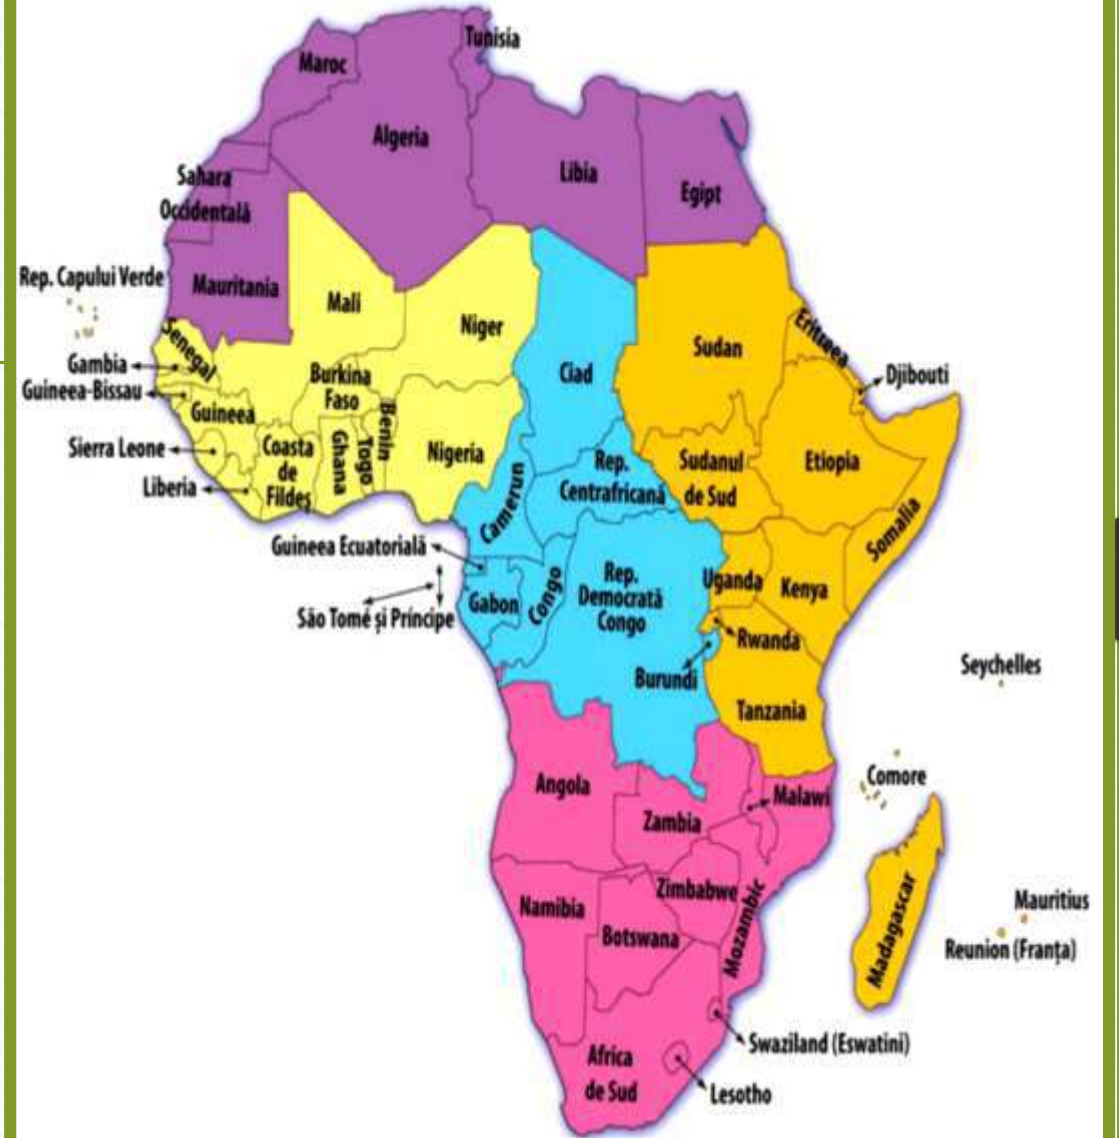 Tunisia
Maroc
Algeria
Libia
Egipt
Sahara
Occidentală
Mauritania
Rep. Capului Verde
Mali
Niger
Ciad
Sudan
Eritreea
Djibouti
Senegal
Gambia
Guineea-Bissau
Guineea
Sierra Leone
Liberia
Coasta
de
Fildeș
Burkina
Faso
Ghana
Togo
Benin
Nigeria
Camerun
Rep.
Centrafricană
Sudanul
de Sud
Etiopia
Somalia
Guineea Ecuatorială
São Tomé și Príncipe
Gabon
Congo
Rep.
Democrată
Congo
Uganda
Kenya
Rwanda
Burundi
Tanzania
Seychelles
Comore
Angola
Zambia
Malawi
Zimbabwe
Mozambic
Namibia
Botswana
Madagascar
Mauritius
Reunion (Franța)
Swaziland (Eswatini)
Africa
de Sud
Lesotho